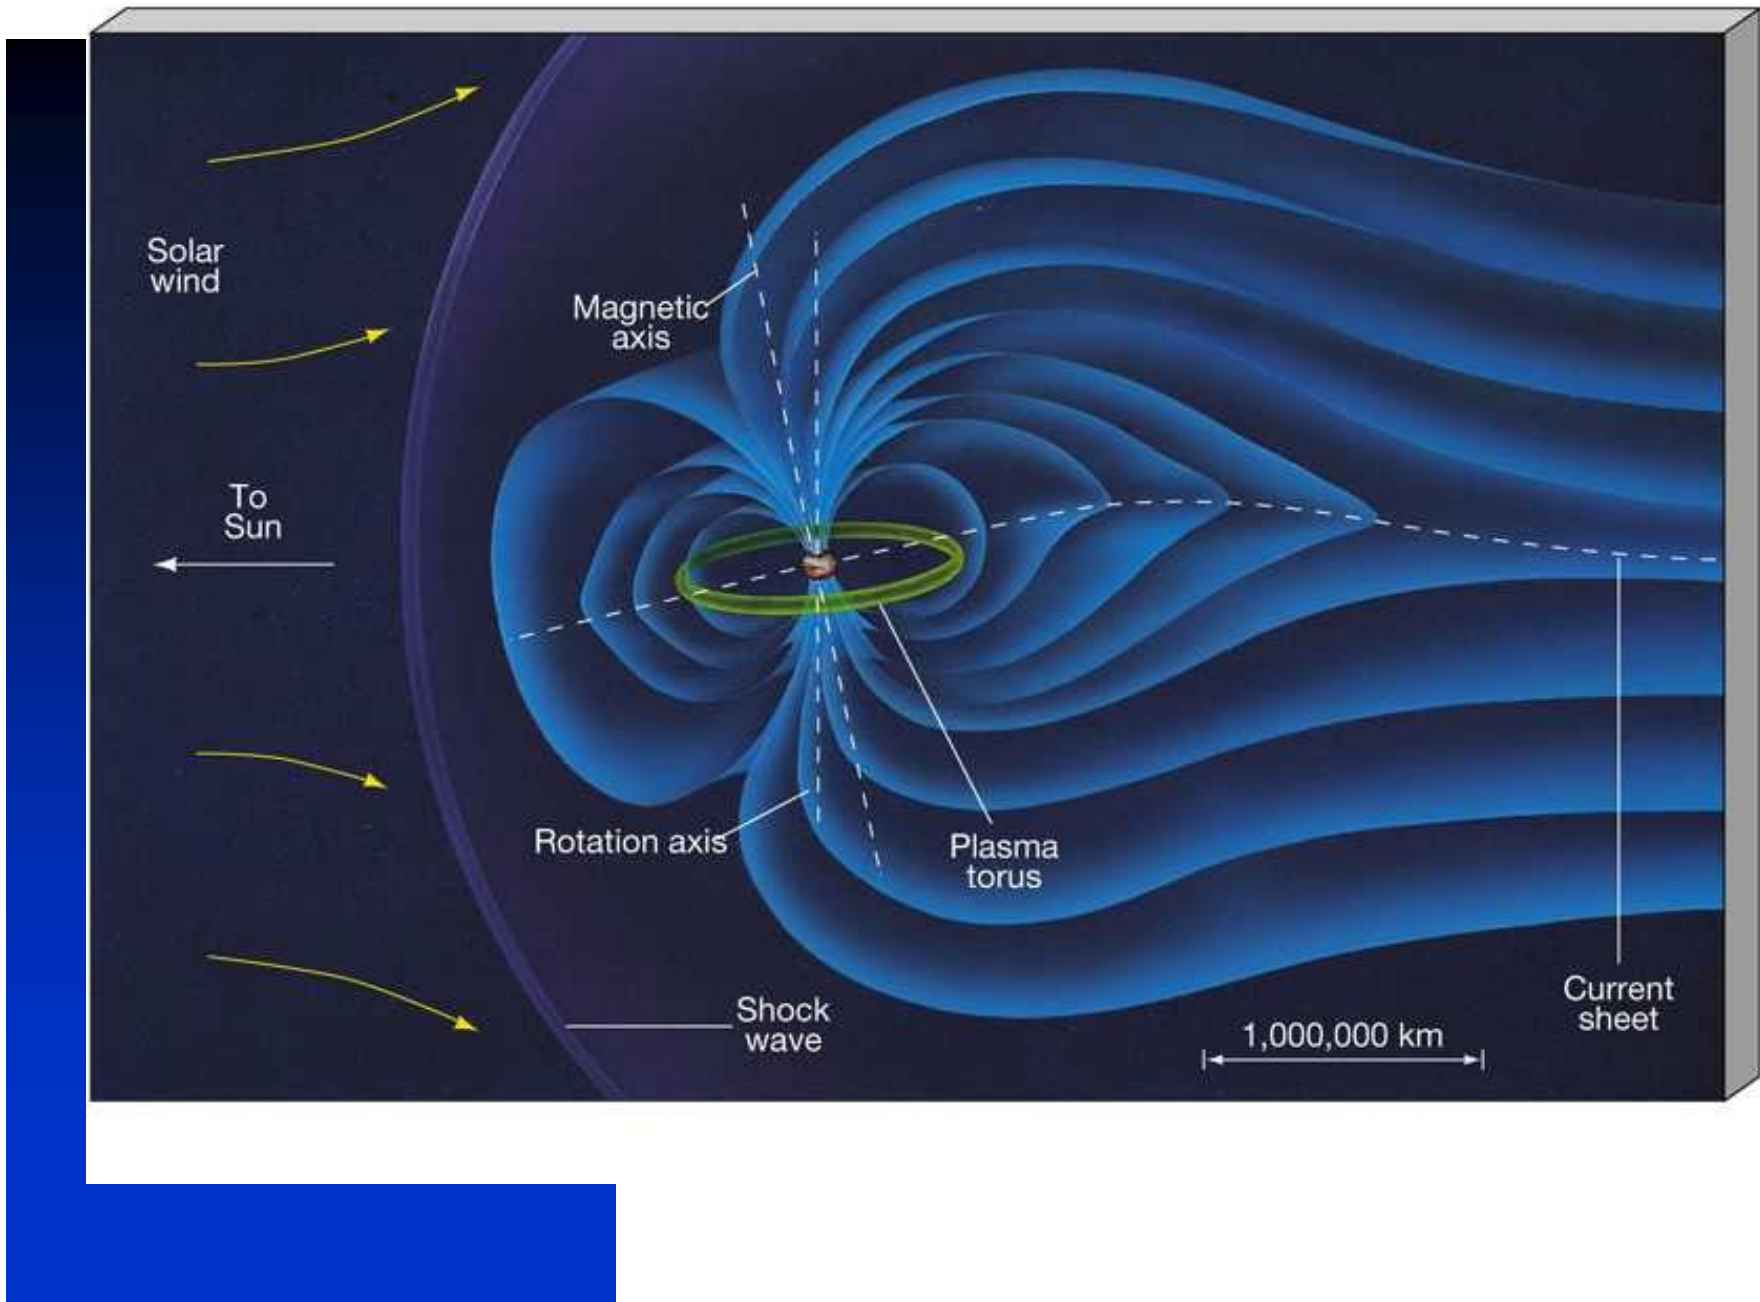 Solar
wind
Magnetic
axis
To
Sun
Rotation axis
Plasma
torus
Shock
wave
Current
sheet
1,000,000 km